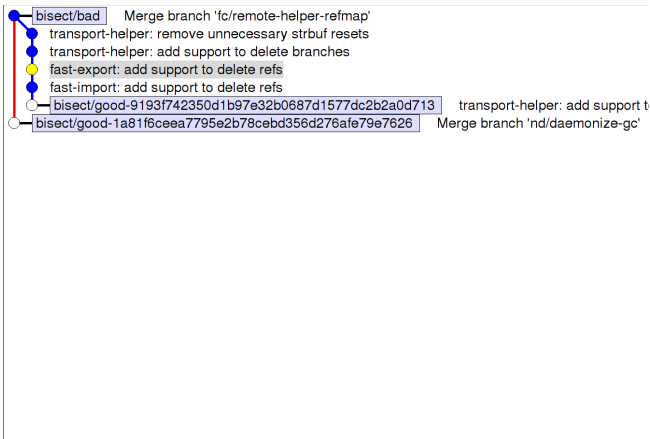 bisect/bad Merge branch 'fc/remote-helper-refmap'
transport-helper: remove unnecessary strbuf resets
transport-helper: add support to delete branches
fast-export: add support to delete refs
fast-import: add support to delete refs
bisect/good-9193f742350d1b97e32b0687d1577dc2b2a0d713 transport-helper: add support
bisect/good-1a81f6ceea7795e2b78cebd356d276afe79e7626 Merge branch 'nd/daemonize-gc'